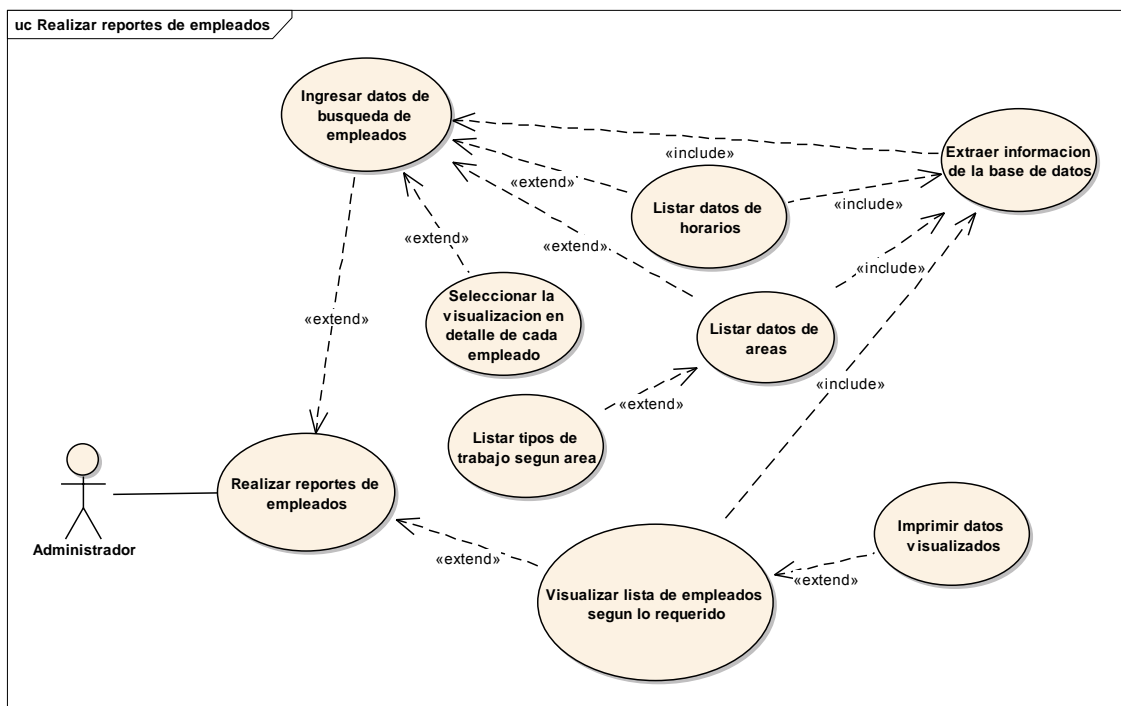 uc Realizar reportes de empleados
Ingresar datos de
busqueda de
empleados
Extraer informacion
de la base de datos
«include»
«extend»
Listar datos de
horarios
«include»
«extend»
«extend»
«include»
Seleccionar la
visualizacion en
detalle de cada
empleado
«extend»
Listar datos de
areas
«include»
«extend»
Listar tipos de
trabajo segun area
Realizar reportes de
empleados
Administrador
«extend»
Imprimir datos
visualizados
«extend»
Visualizar lista de empleados
segun lo requerido